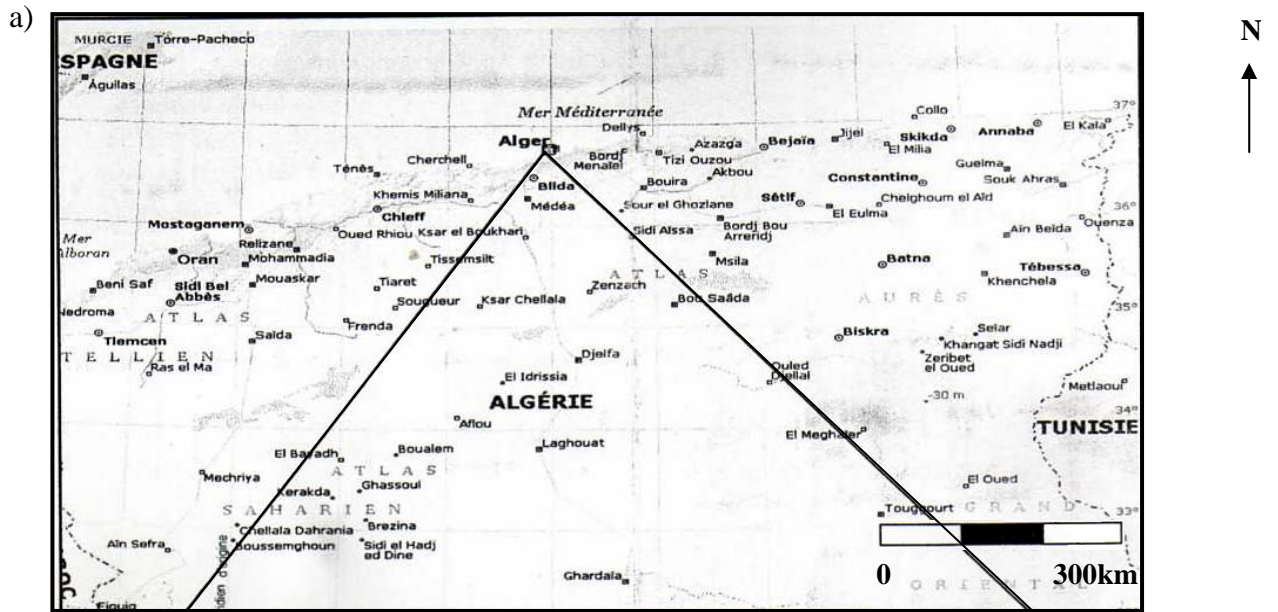 a)
N
MURCIE
Torre-Pacheco
SPAGNE
Águilas
Mer Méditerranée
Collo
37°
Dellys
Alger
Azazga
Bejaïa
Jijel
Skikda
Annaba
El Kala
El Milia
Cherchell
Bordj
Menaiel
Tizi Ouzou
Ténès
Blida
Bouira
Akbou
Constantine
Guelma
Souk Ahras
Khemis Miliana
Médéa
Sour el Ghozlane
Sétif
El Eulma
Chelghoum el Aïd
36°
Chleff
Mostaganem
Oued Rhiou
Ksar el Boukhari
Sidi Aïssa
Bordj Bou
Arreridj
Aïn Beïda
Ouenza
Mer
Alboran
Relizane
Oran
Mohammadia
Tissemsilt
Msila
Batna
Tébessa
Beni Saf
Sidi Bel
Abbès
Mouaskar
Tiaret
ATLAS
Zenzach
Khenchela
Sougueur
Ksar Chellala
Bou Saâda
AURÈS
35°
Nedroma
ATLAS
Frenda
Saïda
Biskra
Selar
Tlemcen
Khangat Sidi Nadji
TELLIEN
Djelfa
Zeribet
el Oued
Ras el Ma
El Idrissia
Ouled
Djellal
Metlaoui
ALGÉRIE
-30 m
34°
Aflou
TUNISIE
El Meghaïer
Laghouat
El Bayadh
Boualem
ATLAS
Mechriya
Kerakda
Ghassoul
El Oued
SAHARIEN
Touggourt
GRAND
33°
Brezina
Chellala Dahrania
Aïn Sefra
Boussemghoun
Sidi el Hadj
ed Dine
Ghardaïa
0
300km
ORIENTAL
Figuig